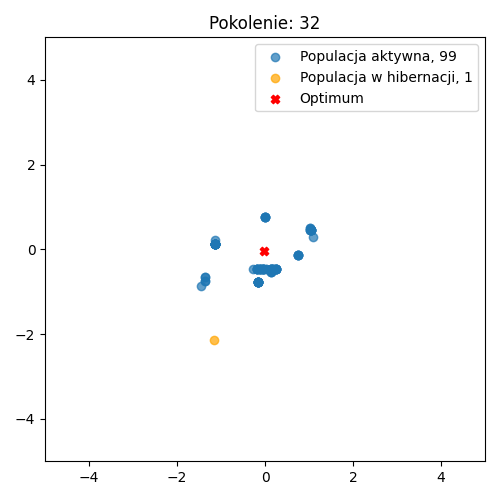 Pokolenie: 32
Populacja aktywna, 99
Populacja w hibernacji, 1
Optimum
4
2
0
−2
−4
−4
−2
0
2
4